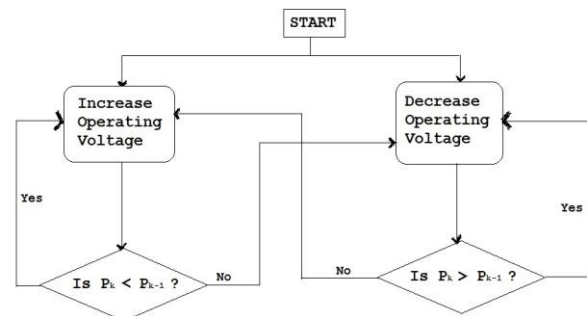 START
Increase
Operating
Voltage
Decrease
Operating
Voltage
Yes
Yes
Is Pk < Pk-1 ?
No
No
Is Pk > Pk-1 ?